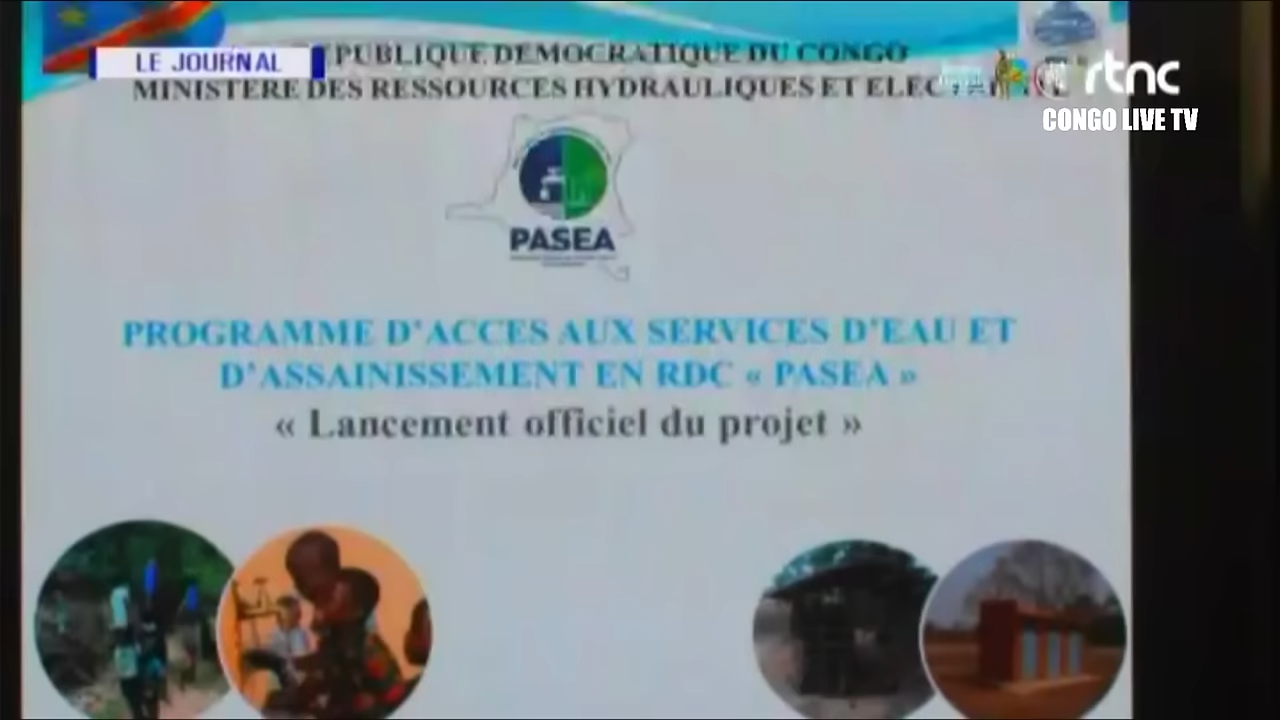 LE JOURNAL
PUBLIQUE DEMOCRATIQUE DU CONGO
MINISTERE DES RESSOURCES HYDRAULIQUES ET
rtnc
CONGO LIVE TV
PASEA
PROGRAMME D'ACCES AUX SERVICES D'EAU ET
D'ASSAINISSEMENT EN RDC « PASEA »
« Lancement officiel du projet »